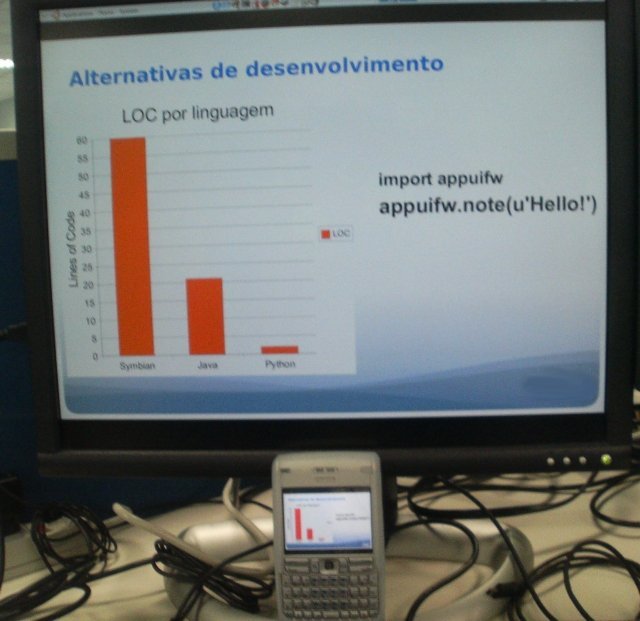 Alternativas de desenvolvimento
LOC por linguagem
60
55
50
45
40
35
30
25
20
15
10
5
0
Lines of Code
Symbian
Java
Python
LOC
import appuifw
appuifw.note(u'Hello!')